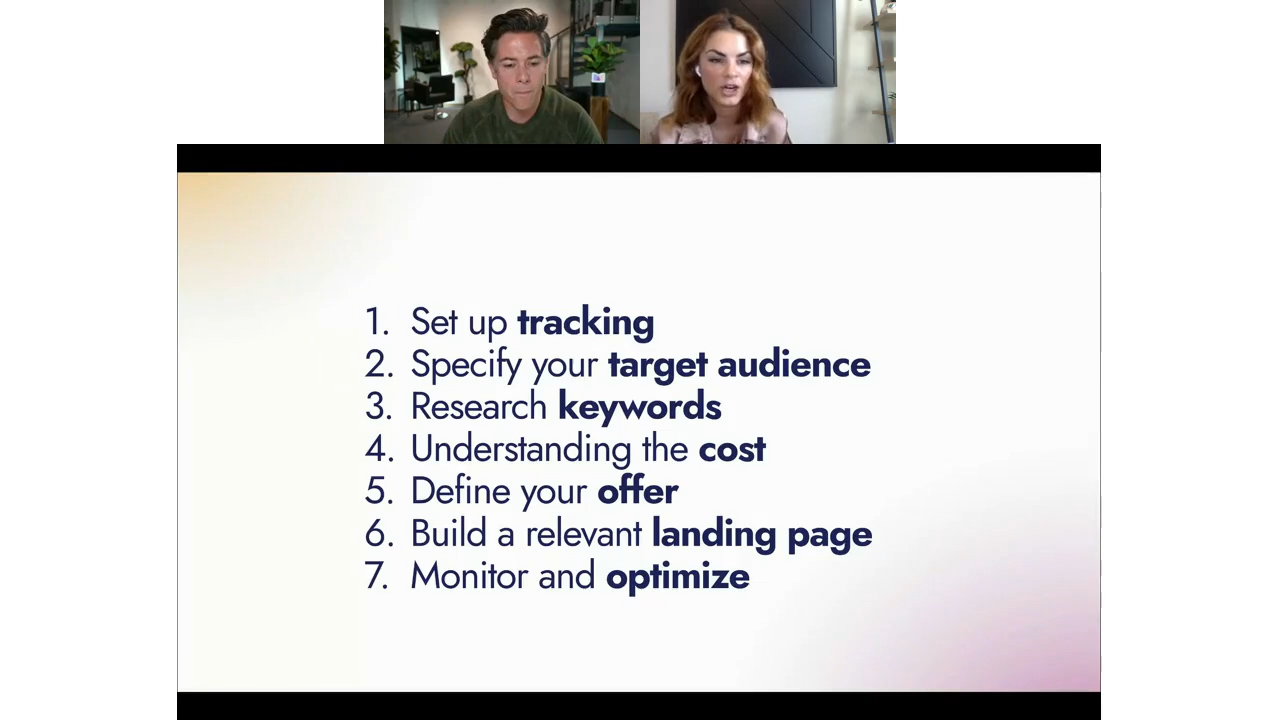 1. Set up tracking
2. Specify your target audience
3. Research keywords
4. Understanding the cost
5. Define your offer
6. Build a relevant landing page
7. Monitor and optimize